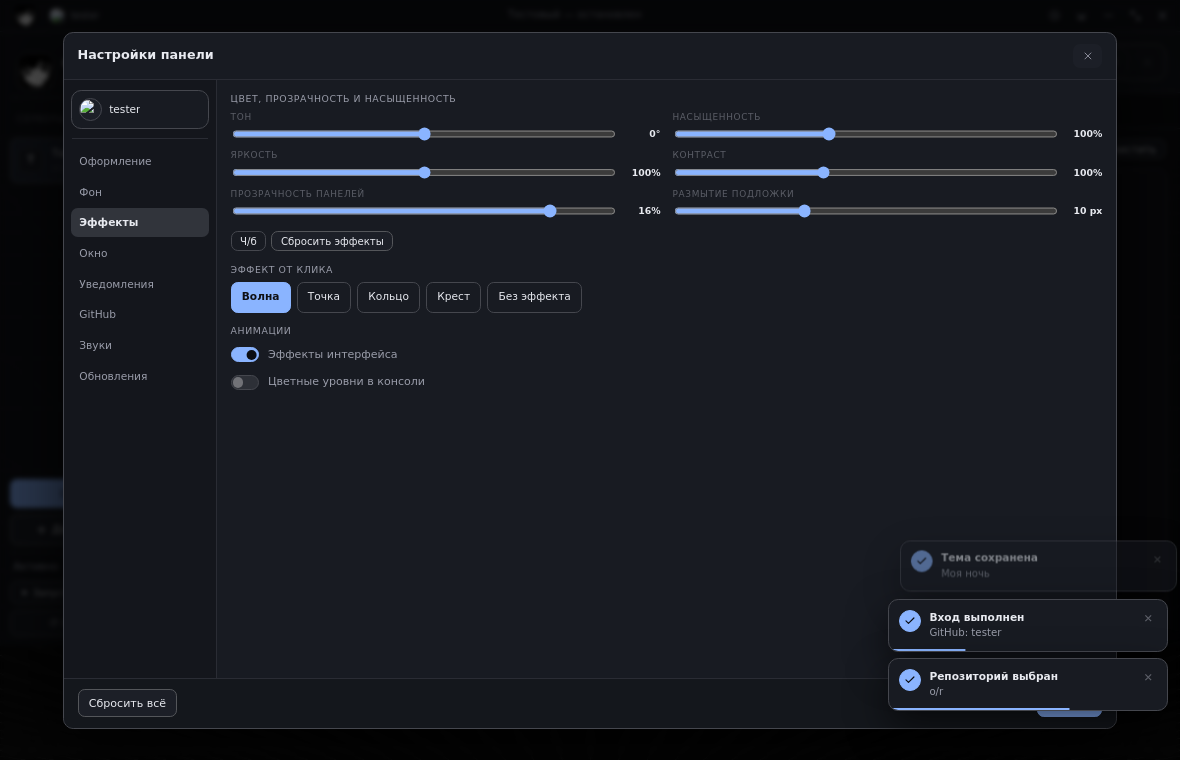 Настройки панели
tester
Оформление
Фон
Эффекты
Окно
Уведомления
GitHub
Звуки
Обновления
ЦВЕТ, ПРОЗРАЧНОСТЬ И НАСЫЩЕННОСТЬ
ТОН
0°
НАСЫЩЕННОСТЬ
100%
ЯРКОСТЬ
100%
КОНТРАСТ
100%
ПРОЗРАЧНОСТЬ ПАНЕЛЕЙ
16%
РАЗМЫТИЕ ПОДЛОЖКИ
10 px
Ч/б
Сбросить эффекты
ЭФФЕКТ ОТ КЛИКА
Волна
Точка
Кольцо
Крест
Без эффекта
АНИМАЦИИ
Эффекты интерфейса
Цветные уровни в консоли
Тема сохранена
Моя ночь
Вход выполнен
GitHub: tester
Репозиторий выбран
o/r
Сбросить всё